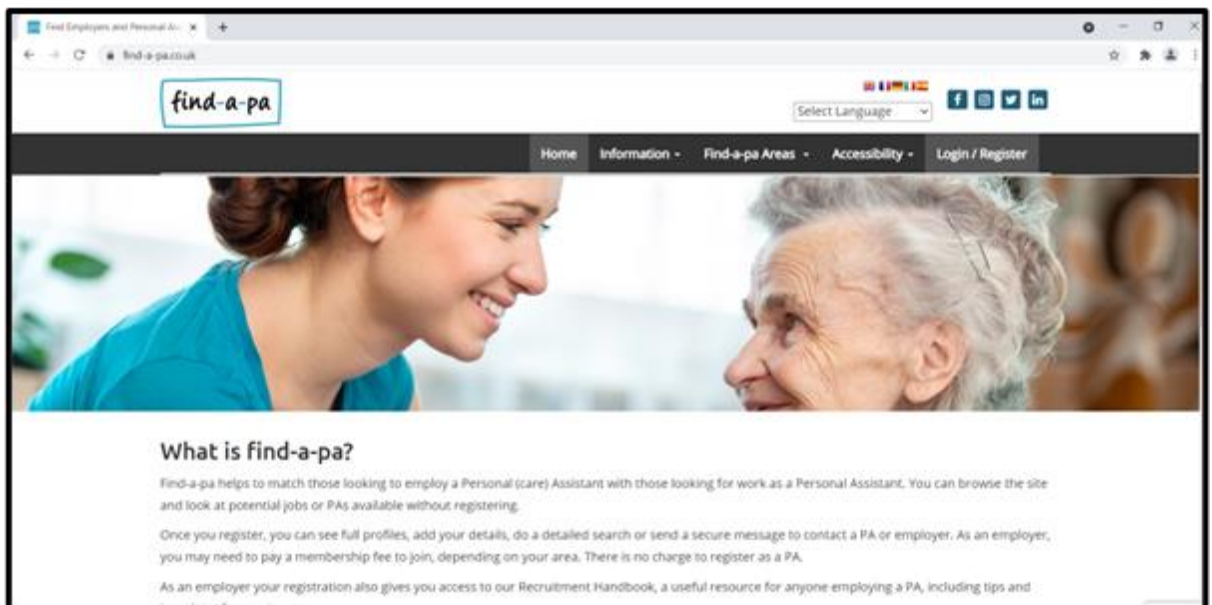 Find Employers and Personal As
find-a-pa.co.uk
find-a-pa
Select Language
Home Information Find-a-pa Areas Accessibility Login / Register
What is find-a-pa?
Find-a-pa helps to match those looking to employ a Personal (care) Assistant with those looking for work as a Personal Assistant. You can browse the site
and look at potential jobs or PAs available without registering.
Once you register, you can see full profiles, add your details, do a detailed search or send a secure message to contact a PA or employer. As an employer,
you may need to pay a membership fee to join, depending on your area. There is no charge to register as a PA.
As an employer your registration also gives you access to our Recruitment Handbook, a useful resource for anyone employing a PA, including tips and